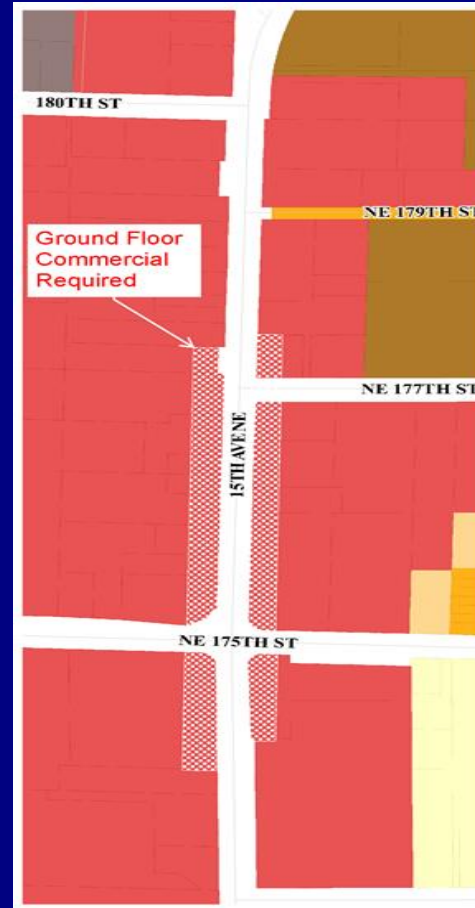 180TH ST
NE 179TH ST
Ground Floor
Commercial
Required
NE 177TH ST
15TH AVE NE
NE 175TH ST